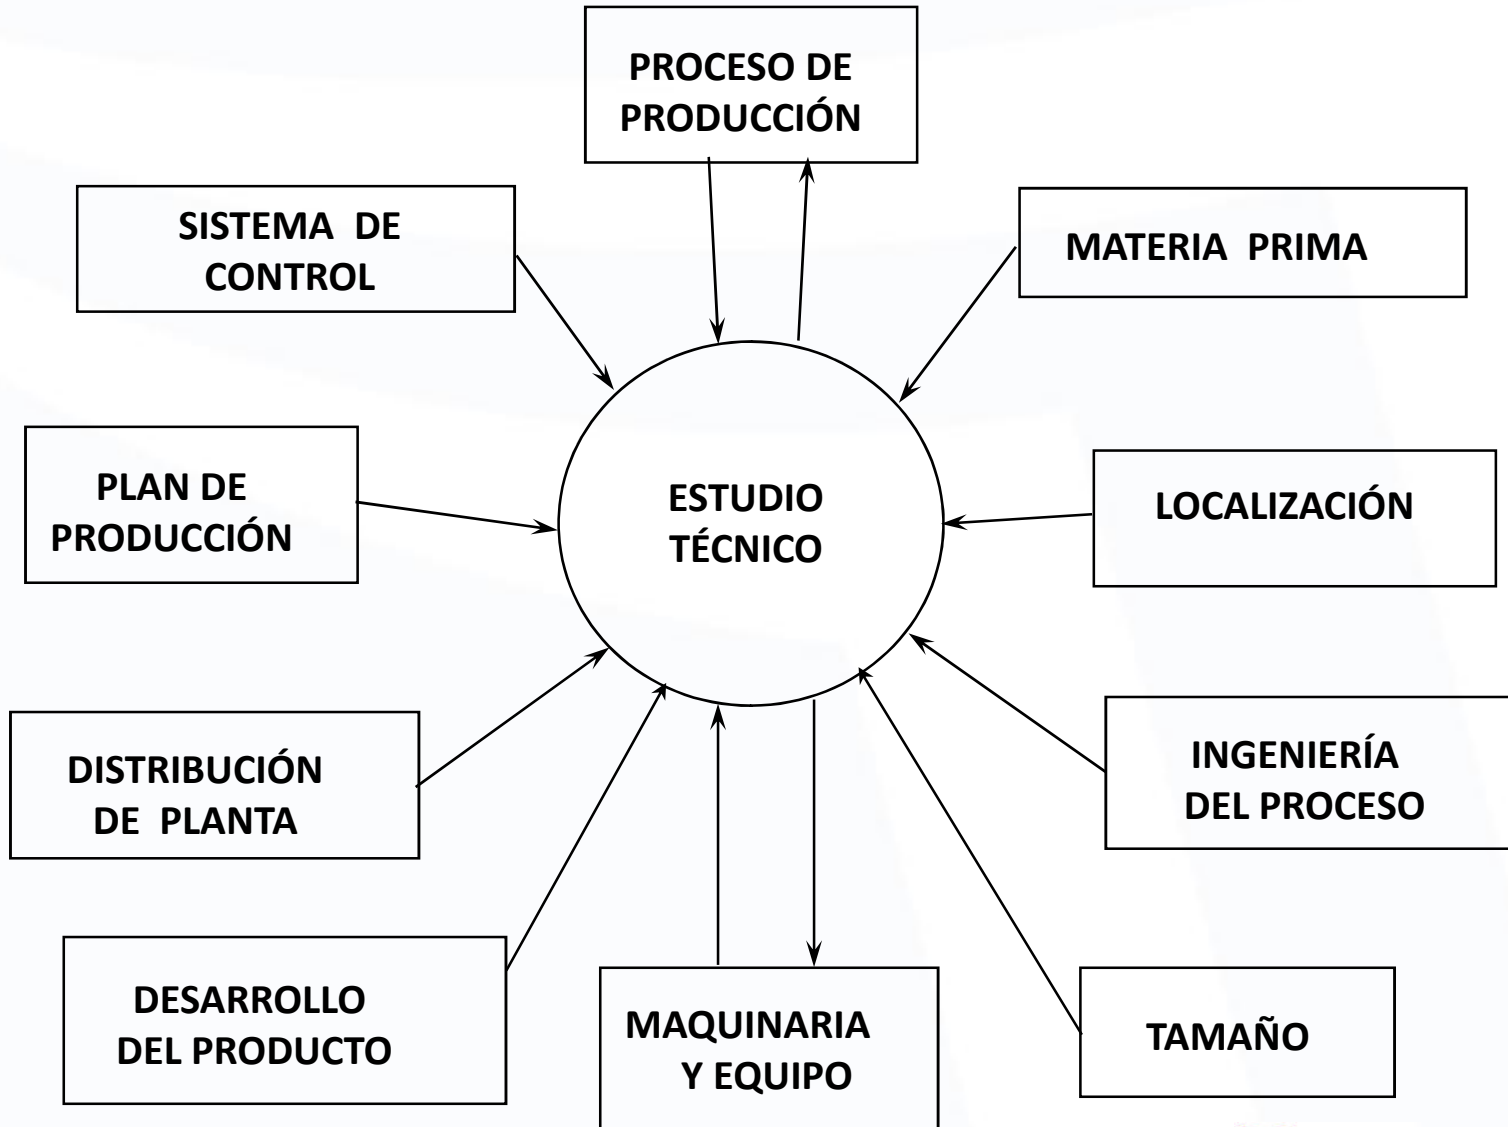 PROCESO DE
PRODUCCIÓN
SISTEMA DE
CONTROL
MATERIA PRIMA
PLAN DE
PRODUCCIÓN
ESTUDIO
TÉCNICO
LOCALIZACIÓN
DISTRIBUCIÓN
DE PLANTA
INGENIERÍA
DEL PROCESO
DESARROLLO
DEL PRODUCTO
MAQUINARIA
Y EQUIPO
TAMAÑO